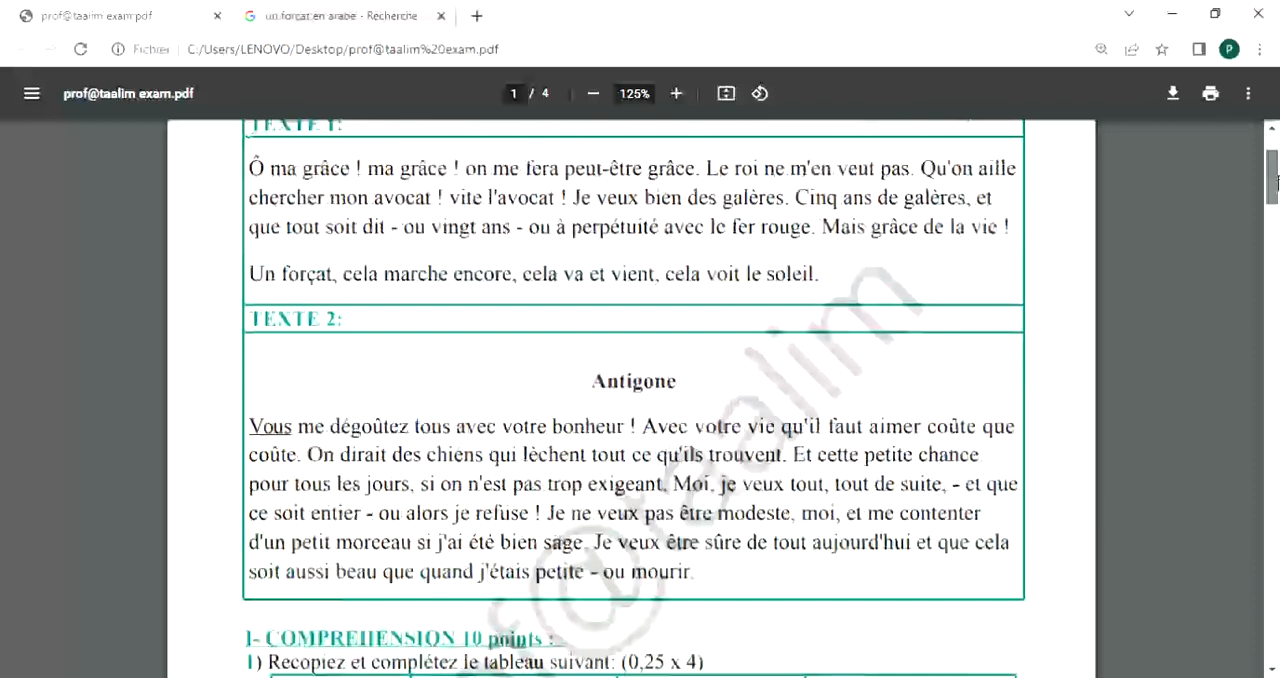 prof@taalim exam.pdf
un forçat en arabe - Recherche
Fichier
C:/Users/LENOVO/Desktop/prof@taalim%20exam.pdf
P
prof@taalim exam.pdf
1 / 4
125%
TEXTE 1:
Ô ma grâce ! ma grâce ! on me fera peut-être grâce. Le roi ne m'en veut pas. Qu'on aille
chercher mon avocat ! vite l'avocat ! Je veux bien des galères. Cinq ans de galères, et
que tout soit dit - ou vingt ans - ou à perpétuité avec le fer rouge. Mais grâce de la vie !
Un forçat, cela marche encore, cela va et vient, cela voit le soleil.
TEXTE 2:
Antigone
Vous me dégoûtez tous avec votre bonheur ! Avec votre vie qu'il faut aimer coûte que
coûte. On dirait des chiens qui lèchent tout ce qu'ils trouvent. Et cette petite chance
pour tous les jours, si on n'est pas trop exigeant. Moi, je veux tout, tout de suite, - et que
ce soit entier - ou alors je refuse ! Je ne veux pas être modeste, moi, et me contenter
d'un petit morceau si j'ai été bien sage. Je veux être sûre de tout aujourd'hui et que cela
soit aussi beau que quand j'étais petite - ou mourir.
I- COMPREHENSION 10 points :
1) Recopiez et complétez le tableau suivant: (0,25 x 4)
f@taalim